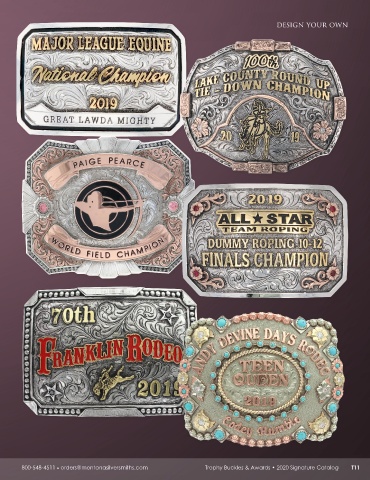 DESIGN YOUR OWN
MAJOR LEAGUE EQUINE
National Champion
2019
GREAT LAWDA MIGHTY
100th
LAKE COUNTY ROUND UP
TIE - DOWN CHAMPION
20 19
PAIGE PEARCE
WORLD FIELD CHAMPION
2019
ALL ★ STAR
TEAM ROPING
DUMMY ROPING 10-12
FINALS CHAMPION
70th
FRANKLIN RODEO
2019
ANDY DEVINE DAYS RODEO
TEEN
QUEEN
2019
800-548-4511 • orders@montanasilversmiths.com
Trophy Buckles & Awards • 2020 Signature Catalog 111